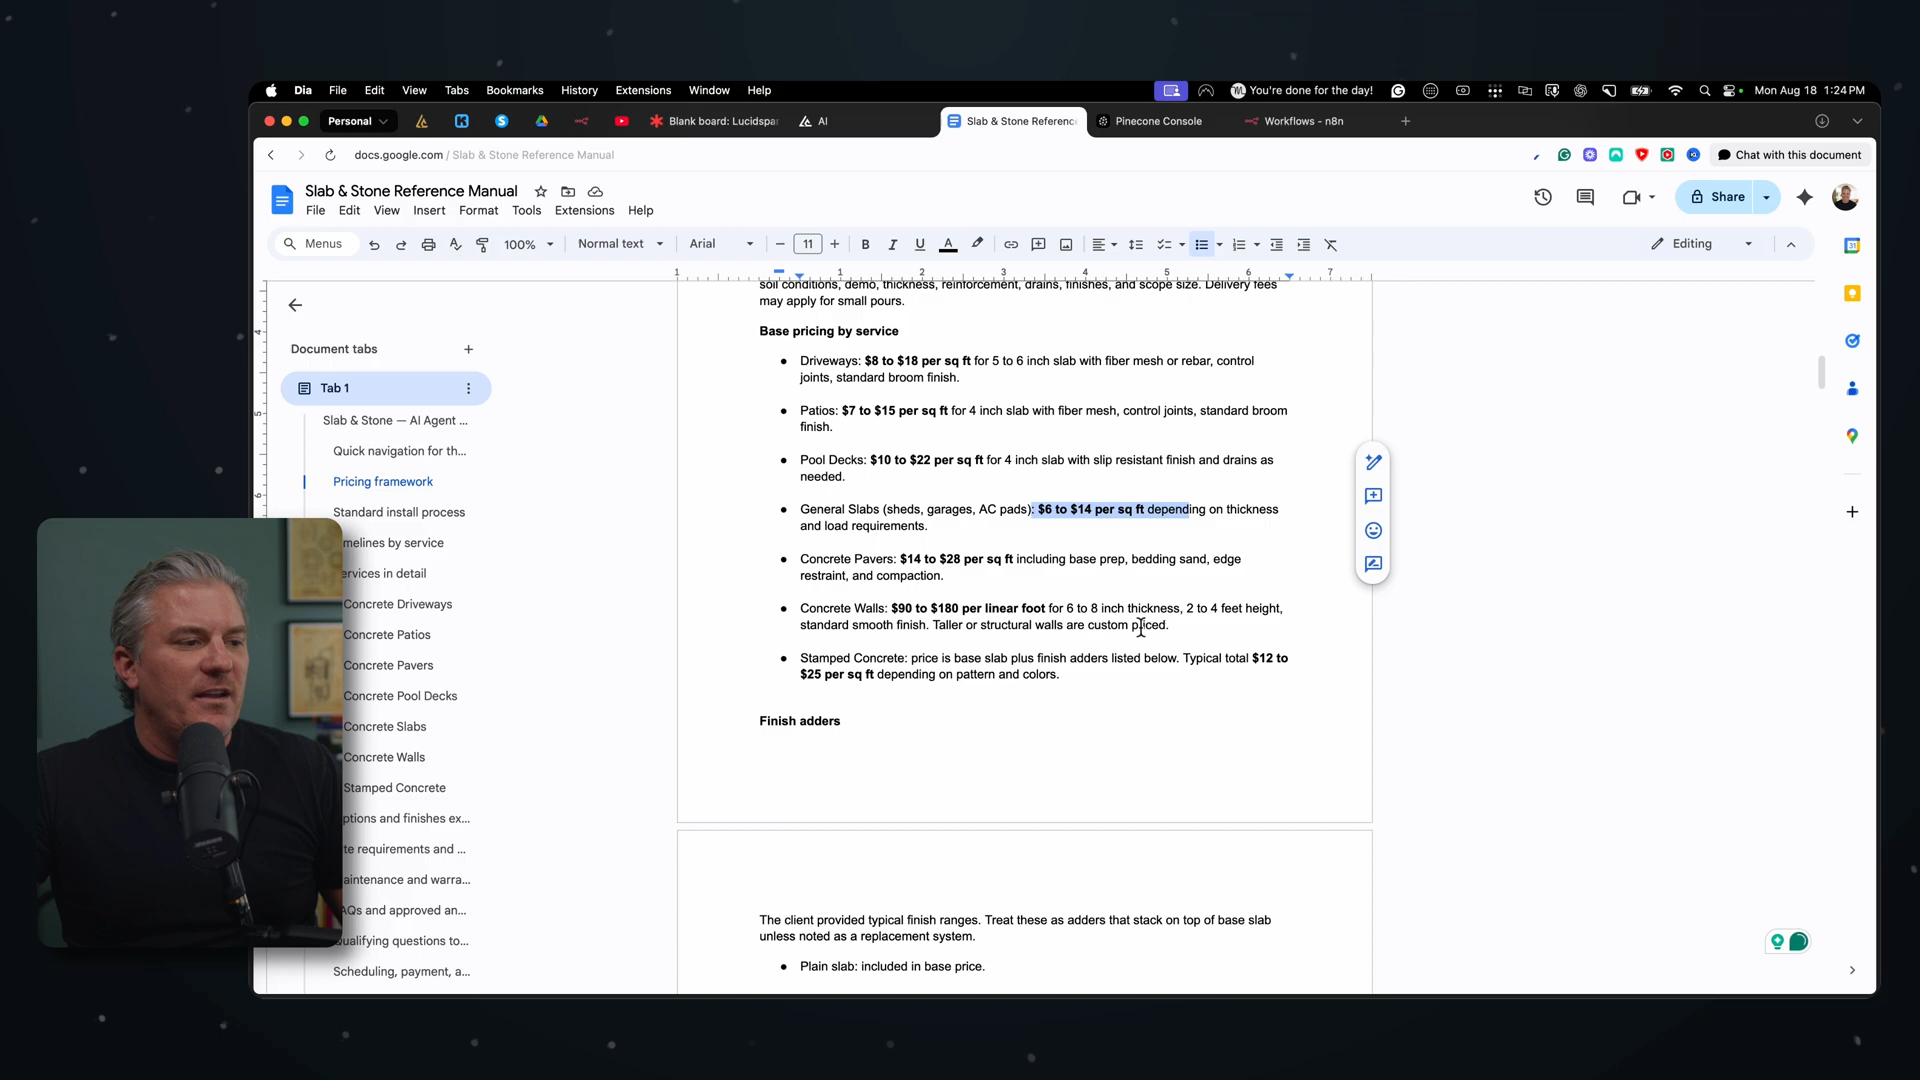 Dia File Edit View Tabs Bookmarks History Extensions Window Help You're done for the day! Mon Aug 18 1:24 PM
Personal Blank board: Lucidspar AI Slab & Stone Reference Pinecone Console Workflows - n8n
docs.google.com / Slab & Stone Reference Manual Chat with this document
Slab & Stone Reference Manual
File Edit View Insert Format Tools Extensions Help
Share
Menus 100% Normal text Arial 11 Editing
1 1 2 3 4 5 6 7
soil conditions, demo, thickness, reinforcement, drains, finishes, and scope size. Delivery fees
may apply for small pours.
Base pricing by service
● Driveways: $8 to $18 per sq ft for 5 to 6 inch slab with fiber mesh or rebar, control
joints, standard broom finish.
● Patios: $7 to $15 per sq ft for 4 inch slab with fiber mesh, control joints, standard broom
finish.
● Pool Decks: $10 to $22 per sq ft for 4 inch slab with slip resistant finish and drains as
needed.
● General Slabs (sheds, garages, AC pads): $6 to $14 per sq ft depending on thickness
and load requirements.
● Concrete Pavers: $14 to $28 per sq ft including base prep, bedding sand, edge
restraint, and compaction.
● Concrete Walls: $90 to $180 per linear foot for 6 to 8 inch thickness, 2 to 4 feet height,
standard smooth finish. Taller or structural walls are custom priced.
● Stamped Concrete: price is base slab plus finish adders listed below. Typical total $12 to
$25 per sq ft depending on pattern and colors.
Finish adders
The client provided typical finish ranges. Treat these as adders that stack on top of base slab
unless noted as a replacement system.
● Plain slab: included in base price.
Document tabs
Tab 1
Slab & Stone — AI Agent ...
Quick navigation for th...
Pricing framework
Standard install process
melines by service
ervices in detail
Concrete Driveways
Concrete Patios
Concrete Pavers
Concrete Pool Decks
Concrete Slabs
Concrete Walls
Stamped Concrete
ptions and finishes ex...
te requirements and ...
aintenance and warra...
AQs and approved an...
ualifying questions to...
Scheduling, payment, a...